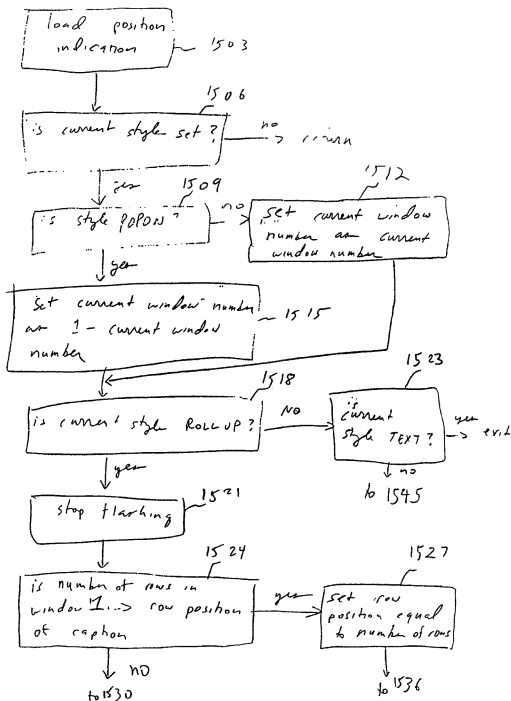 load position
indication
1503
1506
is current style set?
no
return
yes
1509
is style POPON?
no
1512
set current window
number as current
window number
yes
set current window number
as 1 - current window
number
1515
1518
is current style ROLLUP?
NO
1523
is
current
style TEXT?
yes
exit
no
to 1545
yes
1521
stop flashing
1524
is number of rows in
window 1...> row position
of caption
yes
1527
set row
position equal
to number of rows
NO
to 1530
to 1536